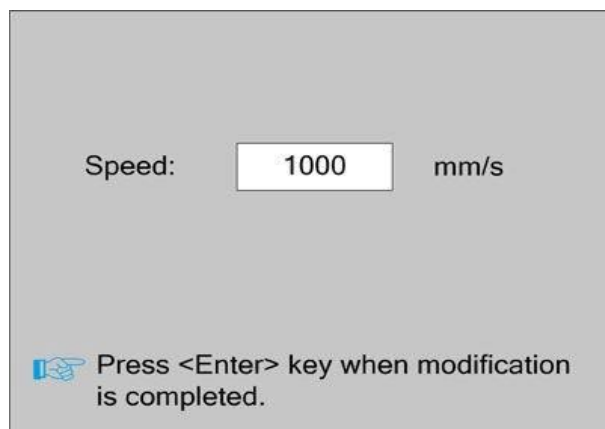 Speed: 1000 mm/s
Press <Enter> key when modification
is completed.